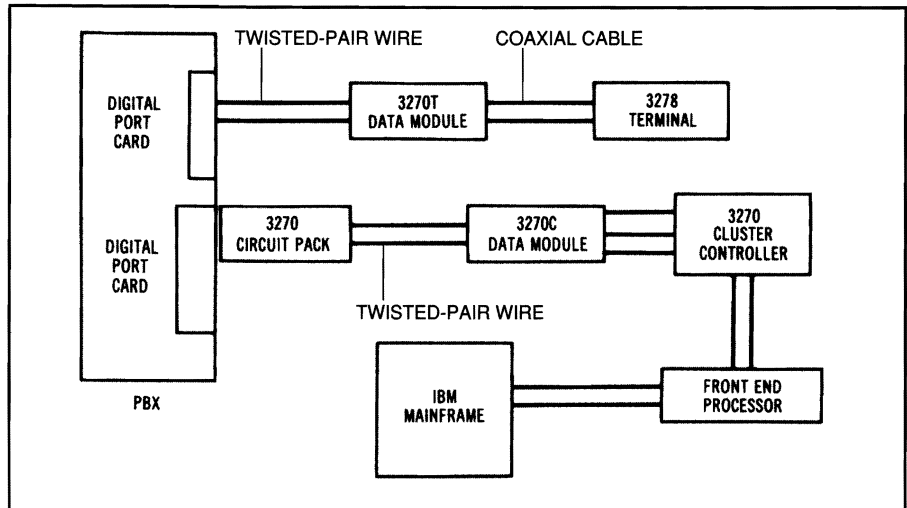 TWISTED-PAIR WIRE
COAXIAL CABLE
DIGITAL
PORT
CARD
3270T
DATA MODULE
3278
TERMINAL
DIGITAL
PORT
CARD
3270
CIRCUIT PACK
3270C
DATA MODULE
3270
CLUSTER
CONTROLLER
TWISTED-PAIR WIRE
PBX
IBM
MAINFRAME
FRONT END
PROCESSOR